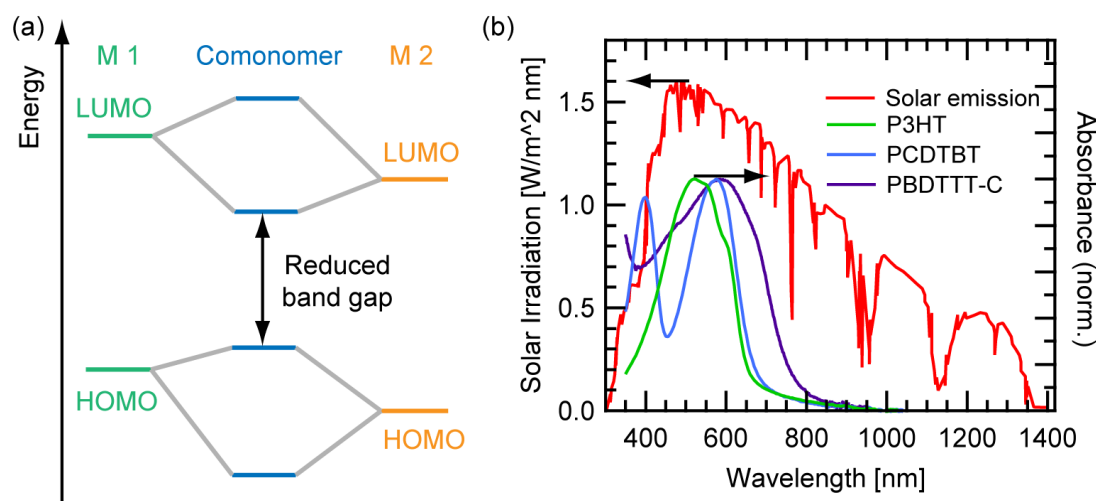 (a)
Energy
M 1
Comonomer
M 2
LUMO
LUMO
Reduced
band gap
HOMO
HOMO
(b)
Solar Irradiation [W/m^2 nm]
1.5
1.0
0.5
0.0
Solar emission
P3HT
PCDTBT
PBDTTT-C
Absorbance (norm.)
400
600
800
1000
1200
1400
Wavelength [nm]